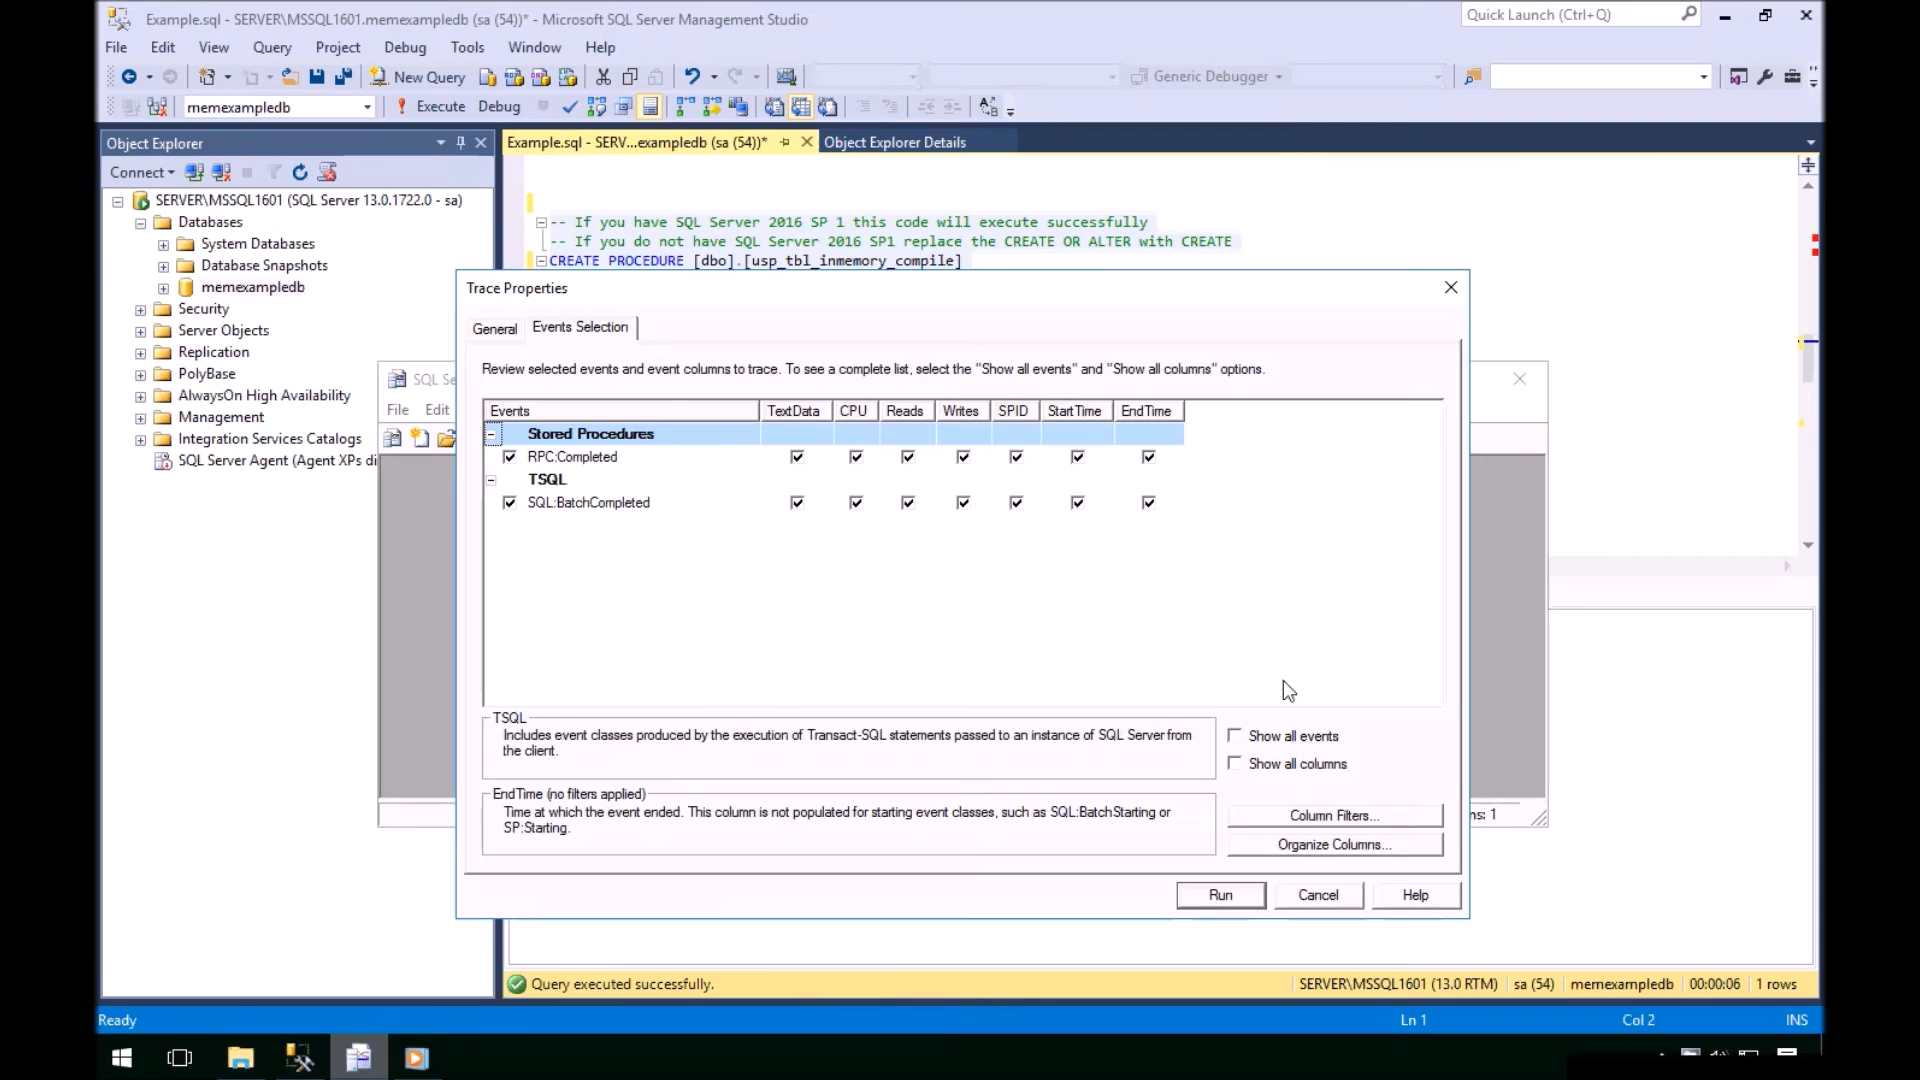 Example.sql - SERVER\MSSQL1601.memexampledb (sa (54))* - Microsoft SQL Server Management Studio
Quick Launch (Ctrl+Q)
File Edit View Query Project Debug Tools Window Help
New Query
Generic Debugger
memexampledb
Execute Debug
Object Explorer
Example.sql - SERV...exampledb (sa (54))*
Object Explorer Details
Connect
SERVER\MSSQL1601 (SQL Server 13.0.1722.0 - sa)
Databases
System Databases
Database Snapshots
memexampledb
Security
Server Objects
Replication
PolyBase
AlwaysOn High Availability
Management
Integration Services Catalogs
SQL Server Agent (Agent XPs di
-- If you have SQL Server 2016 SP 1 this code will execute successfully
-- If you do not have SQL Server 2016 SP1 replace the CREATE OR ALTER with CREATE
CREATE PROCEDURE [dbo].[usp_tbl_inmemory_compile]
SQL Se
File Edit
Trace Properties
General
Events Selection
Review selected events and event columns to trace. To see a complete list, select the "Show all events" and "Show all columns" options.
Events TextData CPU Reads Writes SPID StartTime EndTime
Stored Procedures
RPC:Completed
TSQL
SQL:BatchCompleted
TSQL
Includes event classes produced by the execution of Transact-SQL statements passed to an instance of SQL Server from
the client.
Show all events
Show all columns
EndTime (no filters applied)
Time at which the event ended. This column is not populated for starting event classes, such as SQL:BatchStarting or
SP:Starting.
Column Filters...
Organize Columns...
Run
Cancel
Help
ns: 1
Query executed successfully.
SERVER\MSSQL1601 (13.0 RTM)
sa (54)
memexampledb
00:00:06
1 rows
Ready
Ln 1
Col 2
INS